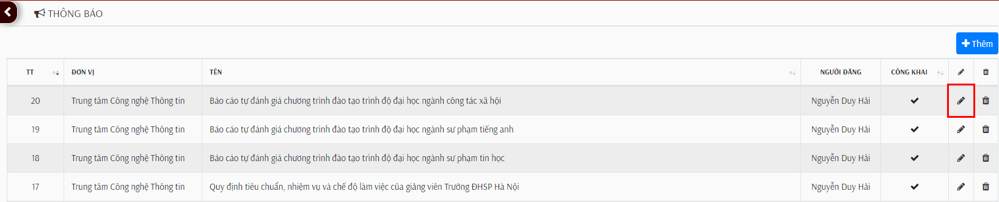 THÔNG BÁO
Thêm
TT ĐƠN VỊ TÊN NGƯỜI ĐĂNG CÔNG KHAI
20 Trung tâm Công nghệ Thông tin Báo cáo tự đánh giá chương trình đào tạo trình độ đại học ngành công tác xã hội Nguyễn Duy Hải
19 Trung tâm Công nghệ Thông tin Báo cáo tự đánh giá chương trình đào tạo trình độ đại học ngành sư phạm tiếng anh Nguyễn Duy Hải
18 Trung tâm Công nghệ Thông tin Báo cáo tự đánh giá chương trình đào tạo trình độ đại học ngành sư phạm tin học Nguyễn Duy Hải
17 Trung tâm Công nghệ Thông tin Quy định tiêu chuẩn, nhiệm vụ và chế độ làm việc của giảng viên Trường ĐHSP Hà Nội Nguyễn Duy Hải